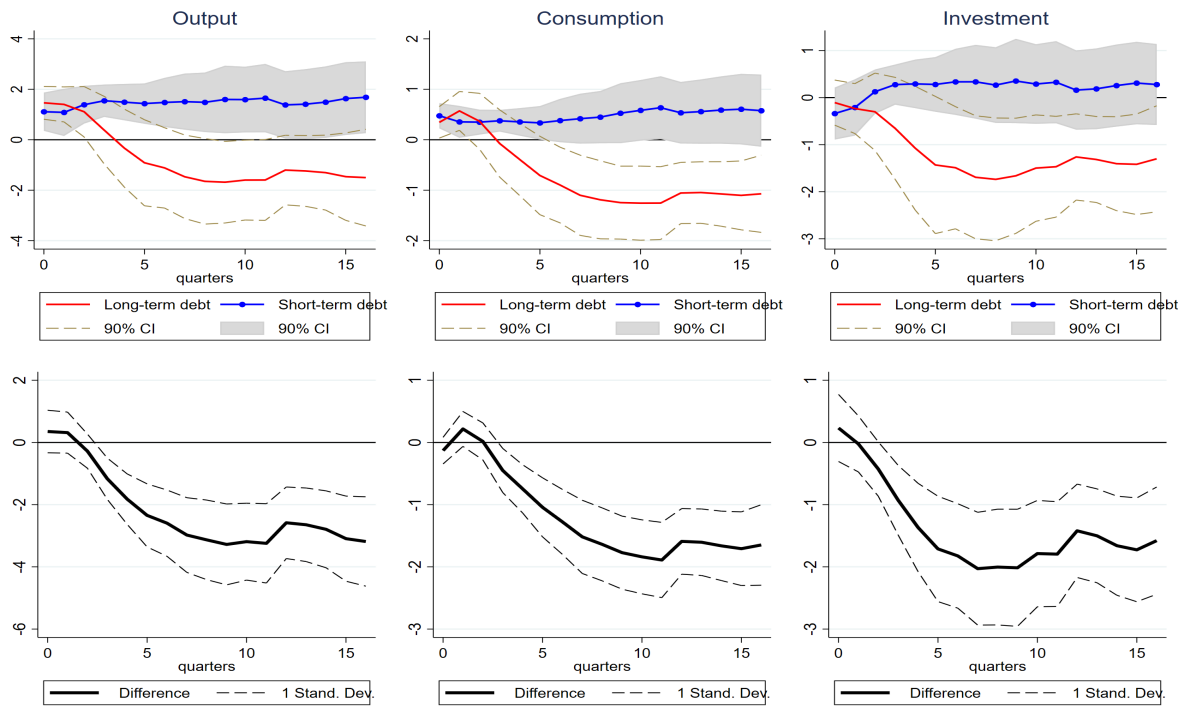 Output
4
2
0
-2
-4
0 5 10 15
quarters
Long-term debt Short-term debt
90% CI 90% CI
Consumption
2
1
0
-1
-2
0 5 10 15
quarters
Long-term debt Short-term debt
90% CI 90% CI
Investment
1
0
-1
-2
-3
0 5 10 15
quarters
Long-term debt Short-term debt
90% CI 90% CI
2
0
-2
-4
-6
0 5 10 15
quarters
Difference 1 Stand. Dev.
1
0
-1
-2
-3
0 5 10 15
quarters
Difference 1 Stand. Dev.
1
0
-1
-2
-3
0 5 10 15
quarters
Difference 1 Stand. Dev.